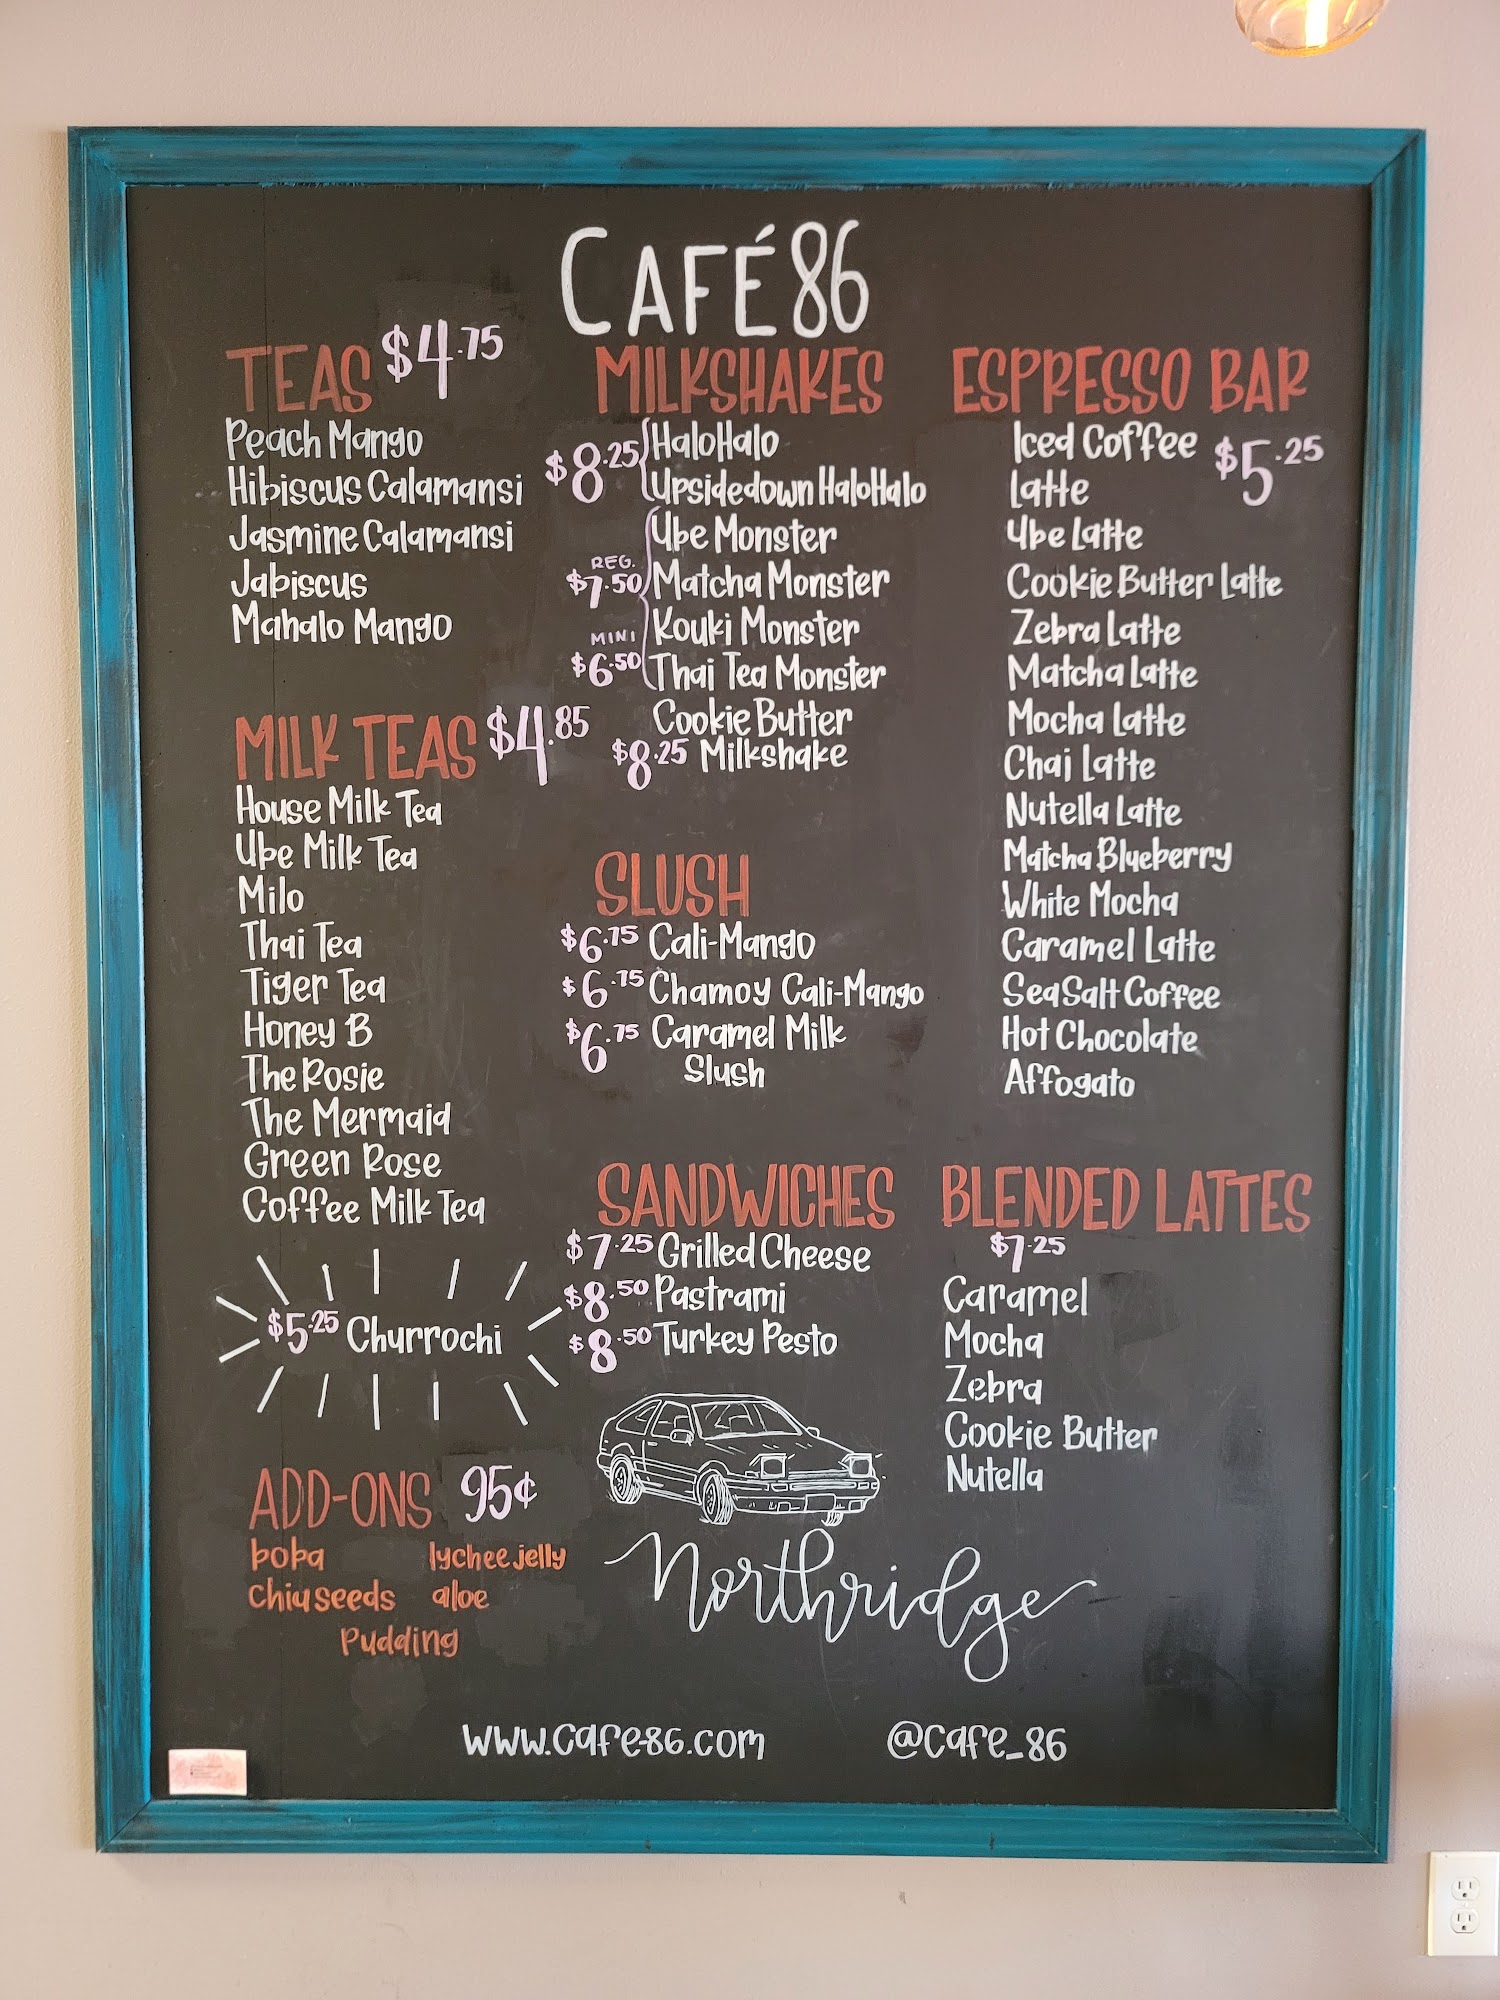 CAFÉ 86
TEAS $4.75
Peach Mango
Hibiscus Calamansi
Jasmine Calamansi
Jabiscus
Mahalo Mango
MILK TEAS $4.85
House Milk Tea
Ube Milk Tea
Milo
Thai Tea
Tiger Tea
Honey B
The Rosie
The Mermaid
Green Rose
Coffee Milk Tea
$5.25 Churrochi
ADD-ONS 95¢
boba lychee jelly
Chia seeds aloe
Pudding
MILKSHAKES
$8.25 HaloHalo
Upsidedown HaloHalo
Ube Monster
REG.
$7.50 Matcha Monster
MINI Kouki Monster
$6.50 Thai Tea Monster
Cookie Butter
$8.25 Milkshake
SLUSH
$6.75 Cali-Mango
$6.75 Chamoy Cali-Mango
$6.75 Caramel Milk
Slush
SANDWICHES
$7.25 Grilled Cheese
$8.50 Pastrami
$8.50 Turkey Pesto
ESPRESSO BAR
Iced Coffee $5.25
Latte
Ube Latte
Cookie Butter Latte
Zebra Latte
Matcha Latte
Mocha Latte
Chai Latte
Nutella Latte
Matcha Blueberry
White Mocha
Caramel Latte
SeaSalt Coffee
Hot Chocolate
Affogato
BLENDED LATTES
$7.25
Caramel
Mocha
Zebra
Cookie Butter
Nutella
Northridge
www.cafe-86.com @cafe_86